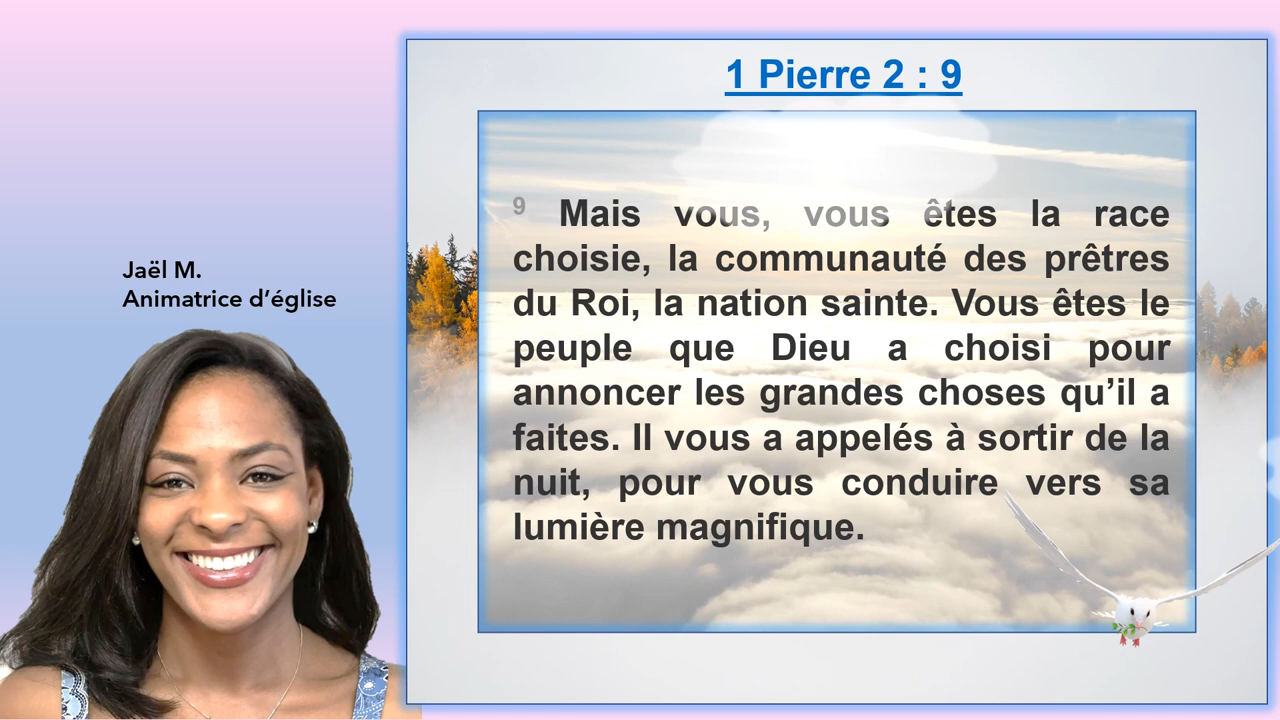 1 Pierre 2 : 9
9 Mais vous, vous êtes la race
choisie, la communauté des prêtres
du Roi, la nation sainte. Vous êtes le
peuple que Dieu a choisi pour
annoncer les grandes choses qu’il a
faites. Il vous a appelés à sortir de la
nuit, pour vous conduire vers sa
lumière magnifique.
Jaël M.
Animatrice d’église